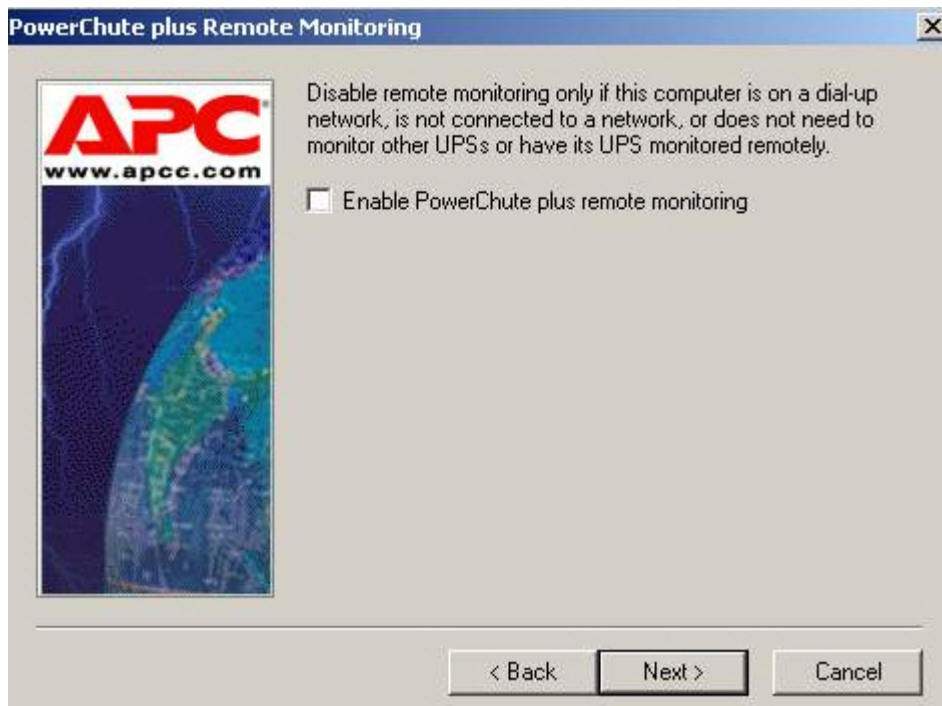 PowerChute plus Remote Monitoring
APC
www.apcc.com
Disable remote monitoring only if this computer is on a dial-up
network, is not connected to a network, or does not need to
monitor other UPSs or have its UPS monitored remotely.
Enable PowerChute plus remote monitoring
< Back
Next >
Cancel